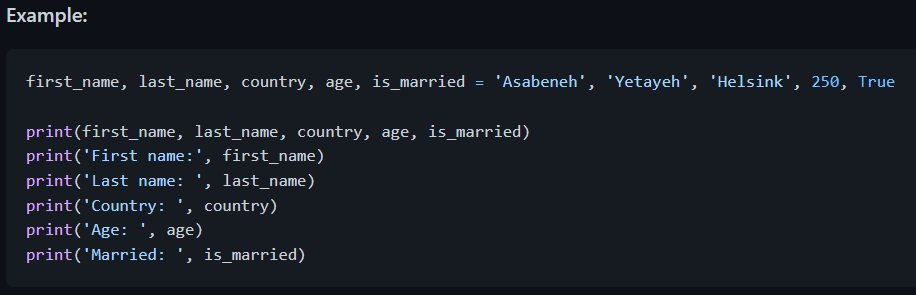 Example:
first_name, last_name, country, age, is_married = 'Asabeneh', 'Yetayeh', 'Helsink', 250, True
print(first_name, last_name, country, age, is_married)
print('First name:', first_name)
print('Last name: ', last_name)
print('Country: ', country)
print('Age: ', age)
print('Married: ', is_married)